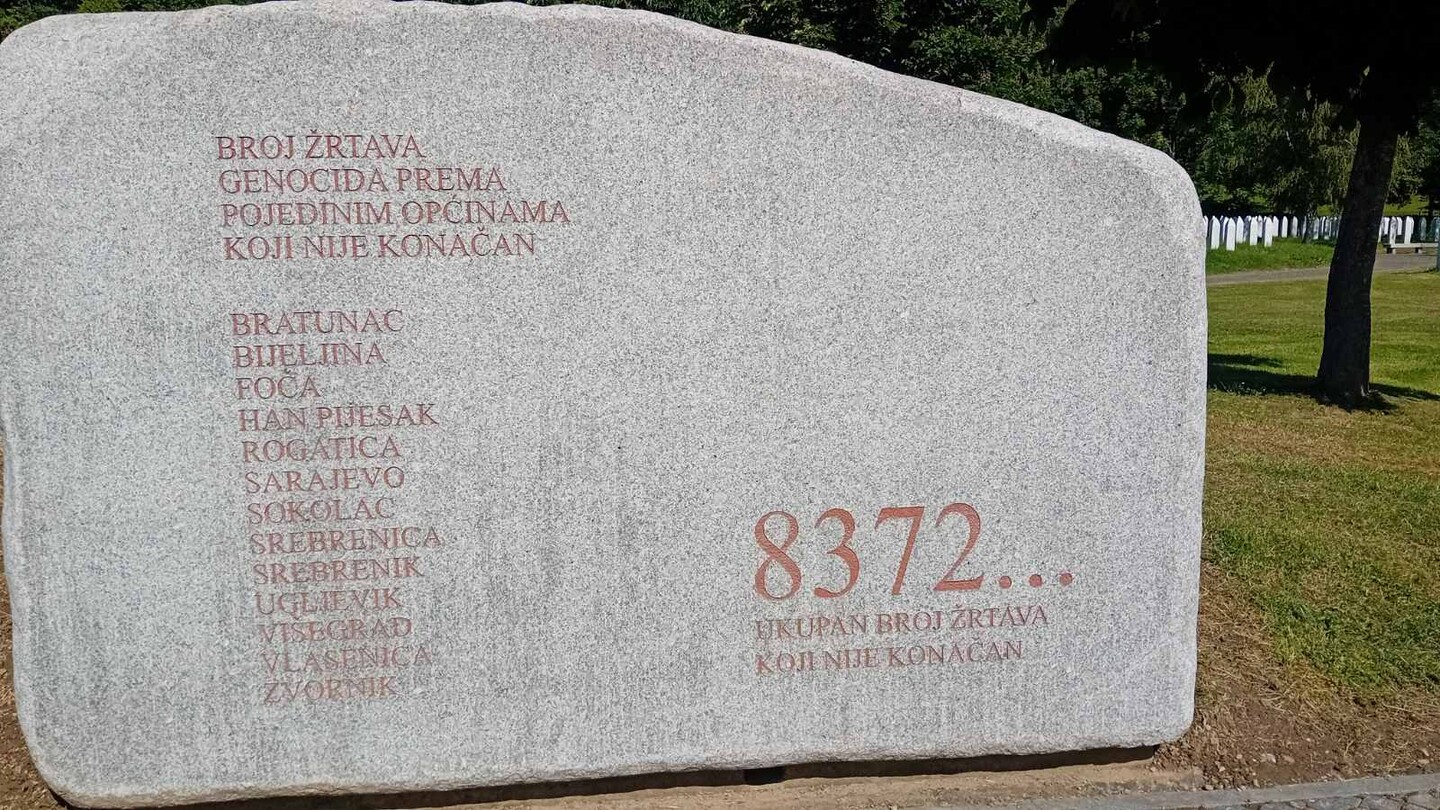 BROJ ŽRTAVA
GENOCIDA PREMA
POJEDINIM OPĆINAMA
KOJI NIJE KONAČAN
BRATUNAC
BIJELJINA
FOČA
HAN PIJESAK
ROGATICA
SARAJEVO
SOKOLAC
SREBRENICA
SREBRENIK
UGLJEVIK
VIŠEGRAD
VLASENICA
ZVORNIK
8372...
UKUPAN BROJ ŽRTAVA
KOJI NIJE KONAČAN